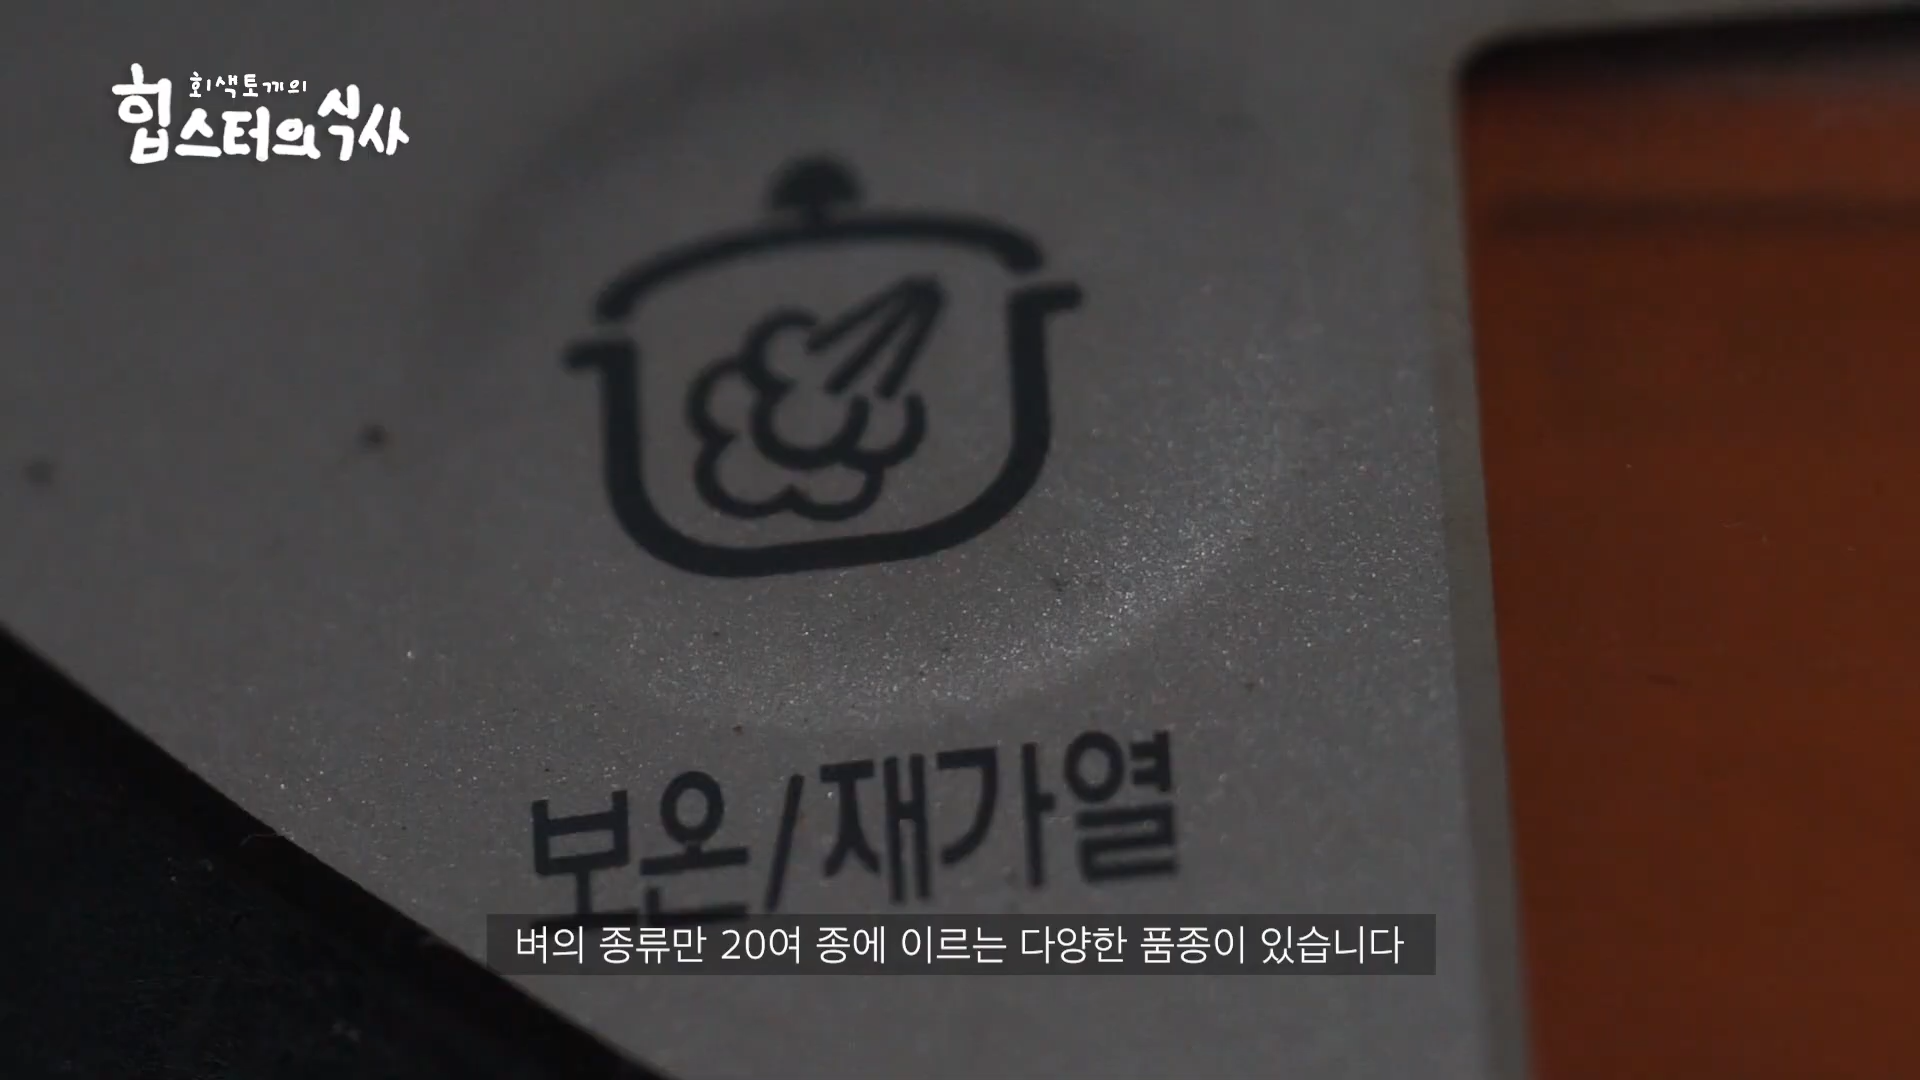 회색토끼의
힙스터의식사
보온/재가열
벼의 종류만 20여 종에 이르는 다양한 품종이 있습니다